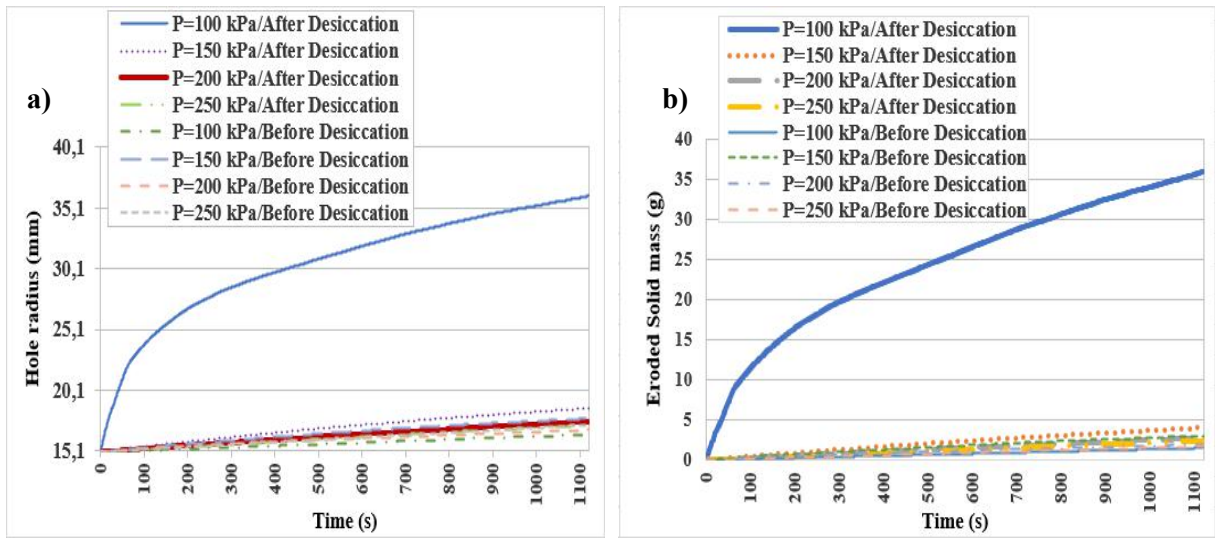 P=100 kPa/After Desiccation
P=150 kPa/After Desiccation
P=200 kPa/After Desiccation
P=250 kPa/After Desiccation
P=100 kPa/Before Desiccation
P=150 kPa/Before Desiccation
P=200 kPa/Before Desiccation
P=250 kPa/Before Desiccation
a)
40,1
35,1
30,1
25,1
20,1
15,1
Hole radius (mm)
0
100
200
300
400
500
600
700
800
900
1000
1100
Time (s)
P=100 kPa/After Desiccation
P=150 kPa/After Desiccation
P=200 kPa/After Desiccation
P=250 kPa/After Desiccation
P=100 kPa/Before Desiccation
P=150 kPa/Before Desiccation
P=200 kPa/Before Desiccation
P=250 kPa/Before Desiccation
b)
40
35
30
25
20
15
10
5
0
Eroded Solid mass (g)
0
100
200
300
400
500
600
700
800
900
1000
1100
Time (s)